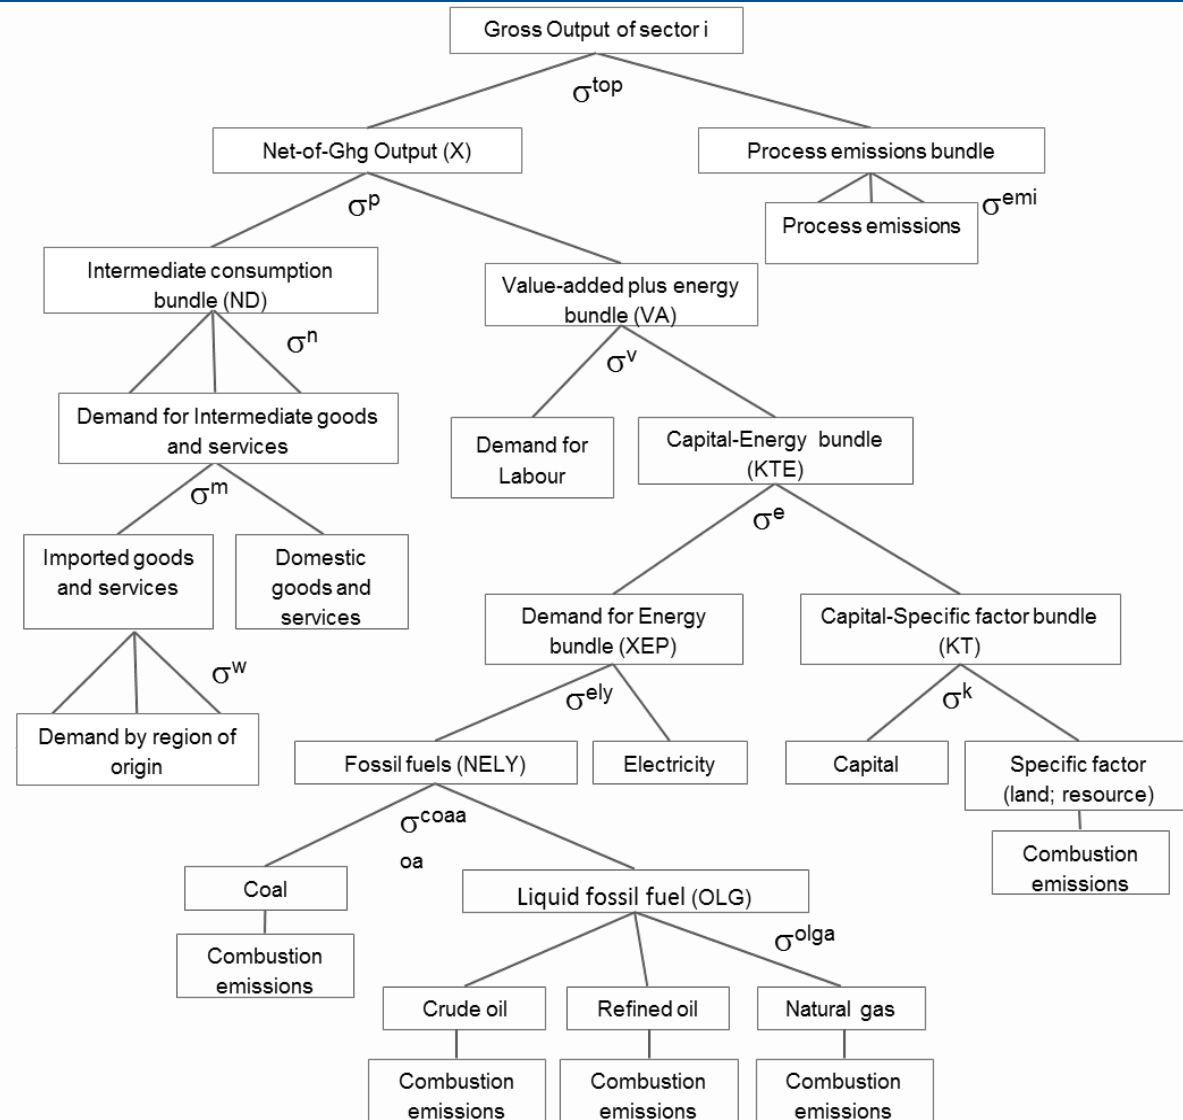 Gross Output of sector i
σtop
Net-of-Ghg Output (X)
Process emissions bundle
σp
σemi
Process emissions
Intermediate consumption
bundle (ND)
Value-added plus energy
bundle (VA)
σn
σv
Demand for Intermediate goods
and services
Demand for
Labour
Capital-Energy bundle
(KTE)
σm
σe
Imported goods
and services
Domestic
goods and
services
Demand for Energy
bundle (XEP)
Capital-Specific factor bundle
(KT)
σw
σely
σk
Demand by region of
origin
Fossil fuels (NELY)
Electricity
Capital
Specific factor
(land; resource)
σcoaa
oa
Combustion
emissions
Coal
Liquid fossil fuel (OLG)
σolga
Combustion
emissions
Crude oil
Refined oil
Natural gas
Combustion
emissions
Combustion
emissions
Combustion
emissions